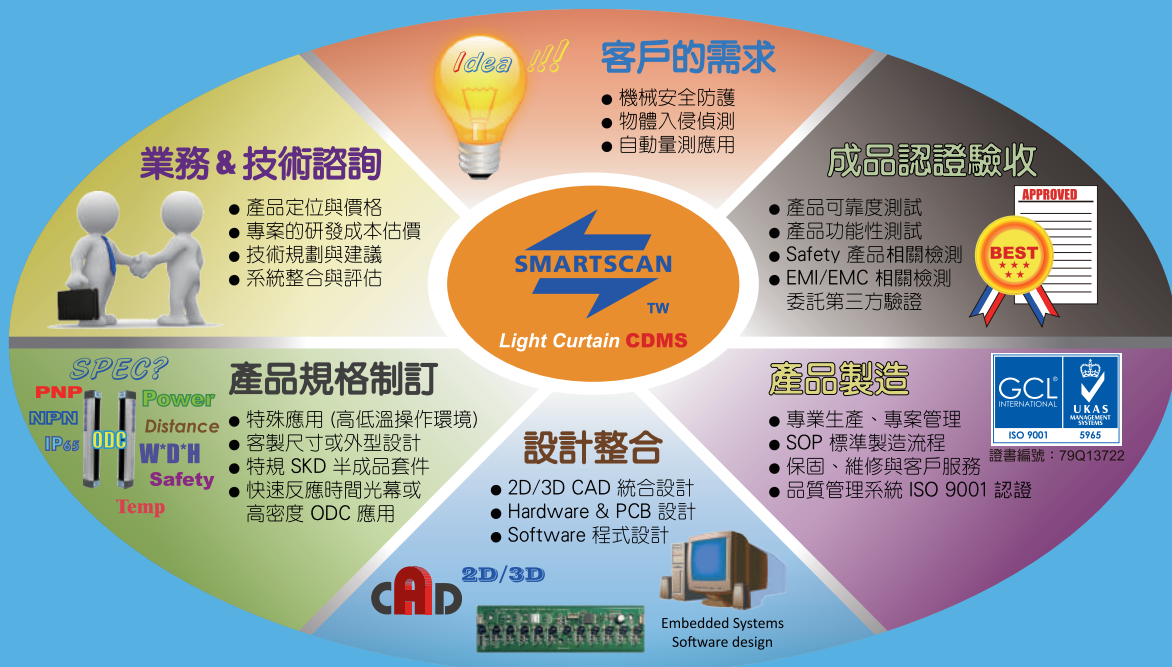 Idea !!!
客戶的需求
● 機械安全防護
● 物體入侵偵測
● 自動量測應用
業務 & 技術諮詢
● 產品定位與價格
● 專案的研發成本估價
● 技術規劃與建議
● 系統整合與評估
成品認證驗收
● 產品可靠度測試
● 產品功能性測試
● Safety 產品相關檢測
● EMI/EMC 相關檢測
委託第三方驗證
APPROVED
BEST
SMARTSCAN
TW
Light Curtain CDMS
SPEC?
PNP
NPN
IP65
ODC
Power
Distance
W*D*H
Safety
Temp
產品規格制訂
● 特殊應用 (高低溫操作環境)
● 客製尺寸或外型設計
● 特規 SKD 半成品套件
● 快速反應時間光幕或
高密度 ODC 應用
設計整合
● 2D/3D CAD 統合設計
● Hardware & PCB 設計
● Software 程式設計
CAD
2D/3D
Embedded Systems
Software design
產品製造
● 專業生產、專案管理
● SOP 標準製造流程
● 保固、維修與客戶服務
● 品質管理系統 ISO 9001 認證
GCL®
INTERNATIONAL
UKAS
MANAGEMENT
SYSTEMS
ISO 9001
5965
證書編號：79Q13722